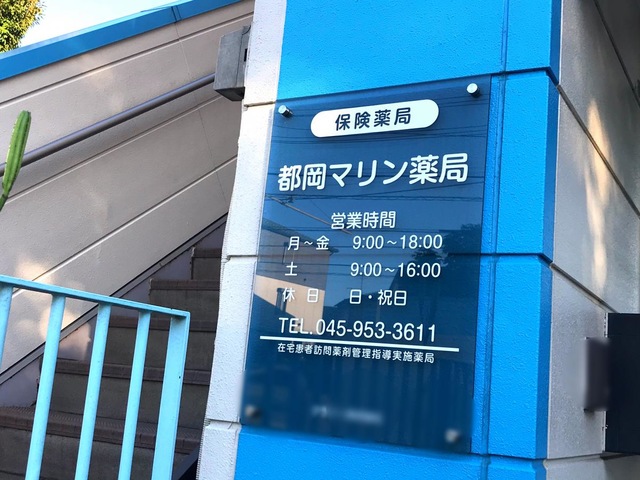 保険薬局
都岡マリン薬局
営業時間
月～金 9:00～18:00
土 9:00～16:00
休日 日・祝日
TEL.045-953-3611
在宅患者訪問薬剤管理指導実施薬局